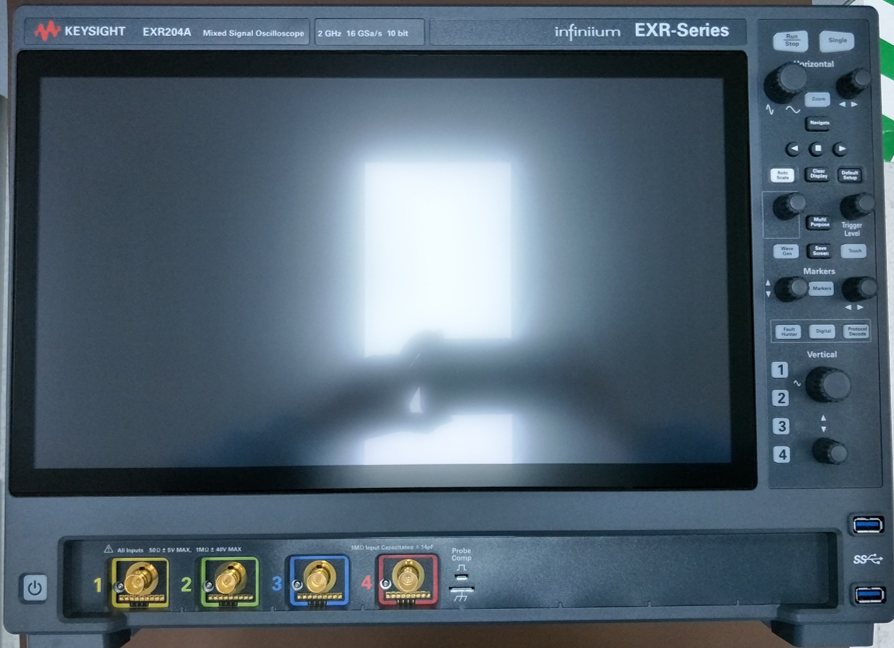 KEYSIGHT EXR204A Mixed Signal Oscilloscope 2 GHz 16 GSa/s 10 bit infiniium EXR-Series
Run
Stop
Single
Horizontal
Zoom
Navigate
Auto
Scale
Clear
Display
Default
Setup
Multi
Purpose
Trigger
Level
Wave
Gen
Save
Screen
Touch
Markers
Markers
Fault
Hunter
Digital
Protocol
Decode
Vertical
1
2
3
4
All Inputs 50Ω ± 5V MAX, 1MΩ ± 40V MAX
1MΩ Input Capacitance = 14pF
Probe
Comp
1 2 3 4